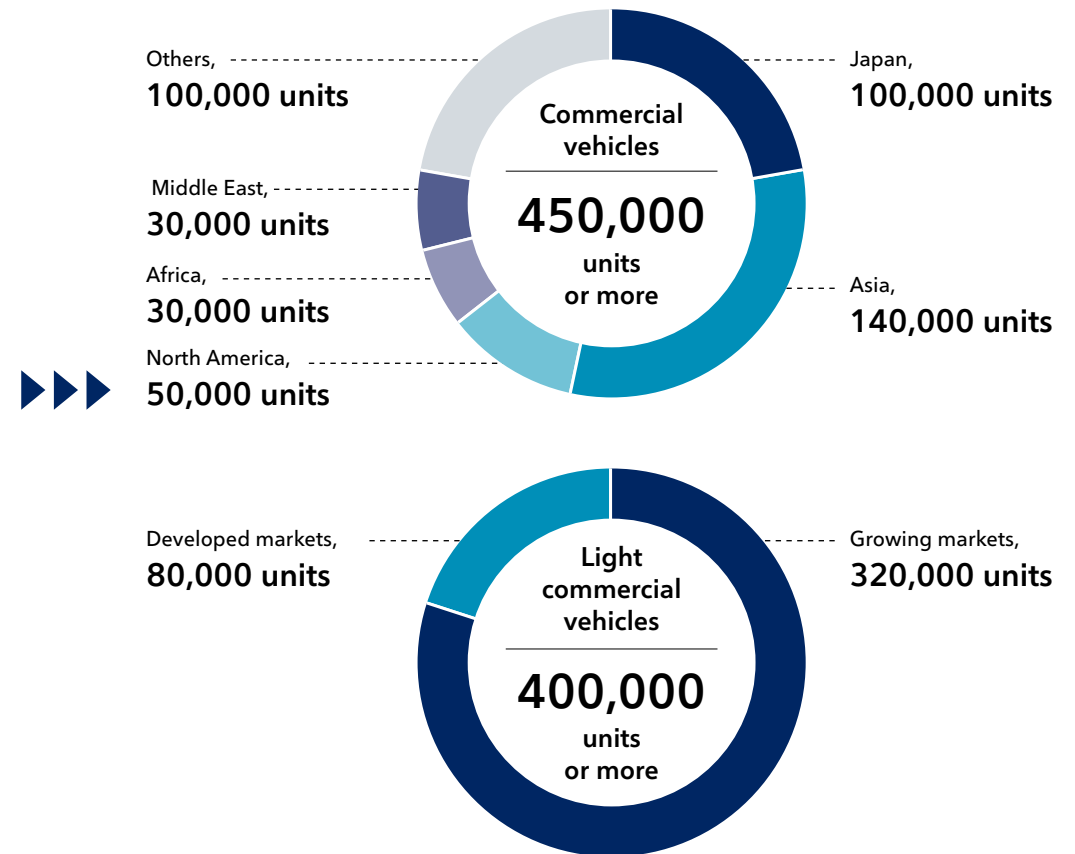 Others,
100,000 units
Middle East,
30,000 units
Africa,
30,000 units
North America,
50,000 units
Commercial
vehicles
450,000
units
or more
Japan,
100,000 units
Asia,
140,000 units
Developed markets,
80,000 units
Light
commercial
vehicles
400,000
units
or more
Growing markets,
320,000 units